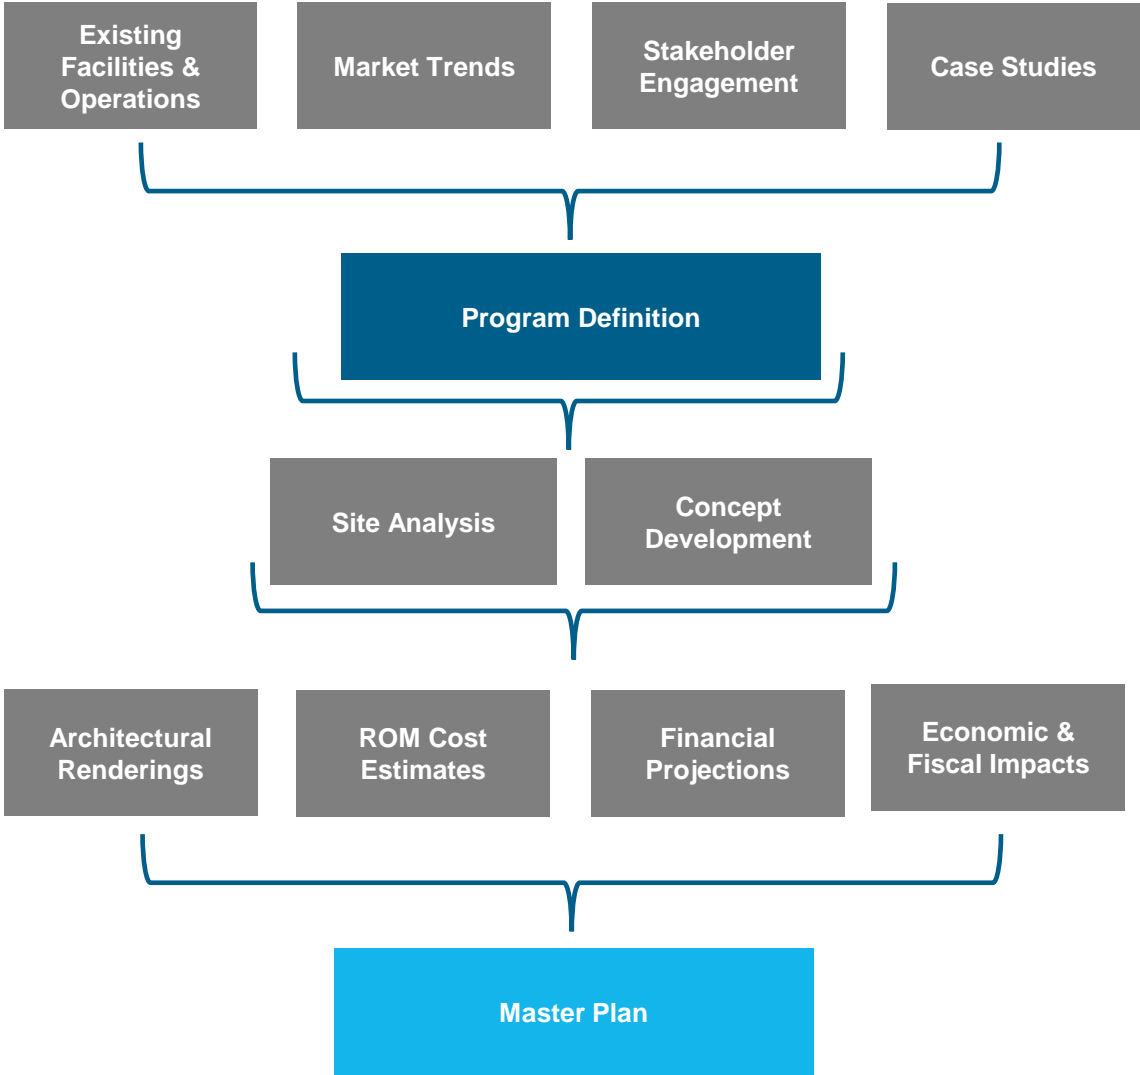 Existing
Facilities &
Operations
Market Trends
Stakeholder
Engagement
Case Studies
Program Definition
Site Analysis
Concept
Development
Architectural
Renderings
ROM Cost
Estimates
Financial
Projections
Economic &
Fiscal Impacts
Master Plan